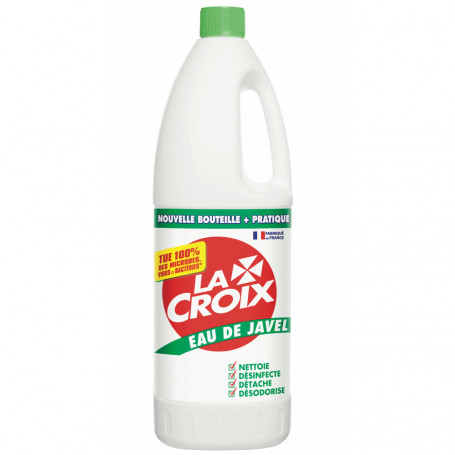 NOUVELLE BOUTEILLE + PRATIQUE
FABRIQUÉ
EN FRANCE
TUE 100%
DES MICROBES,
VIRUS ET BACTÉRIES*
LA
CROIX
EAU DE JAVEL
NETTOIE
DÉSINFECTE
DÉTACHE
DÉSODORISE